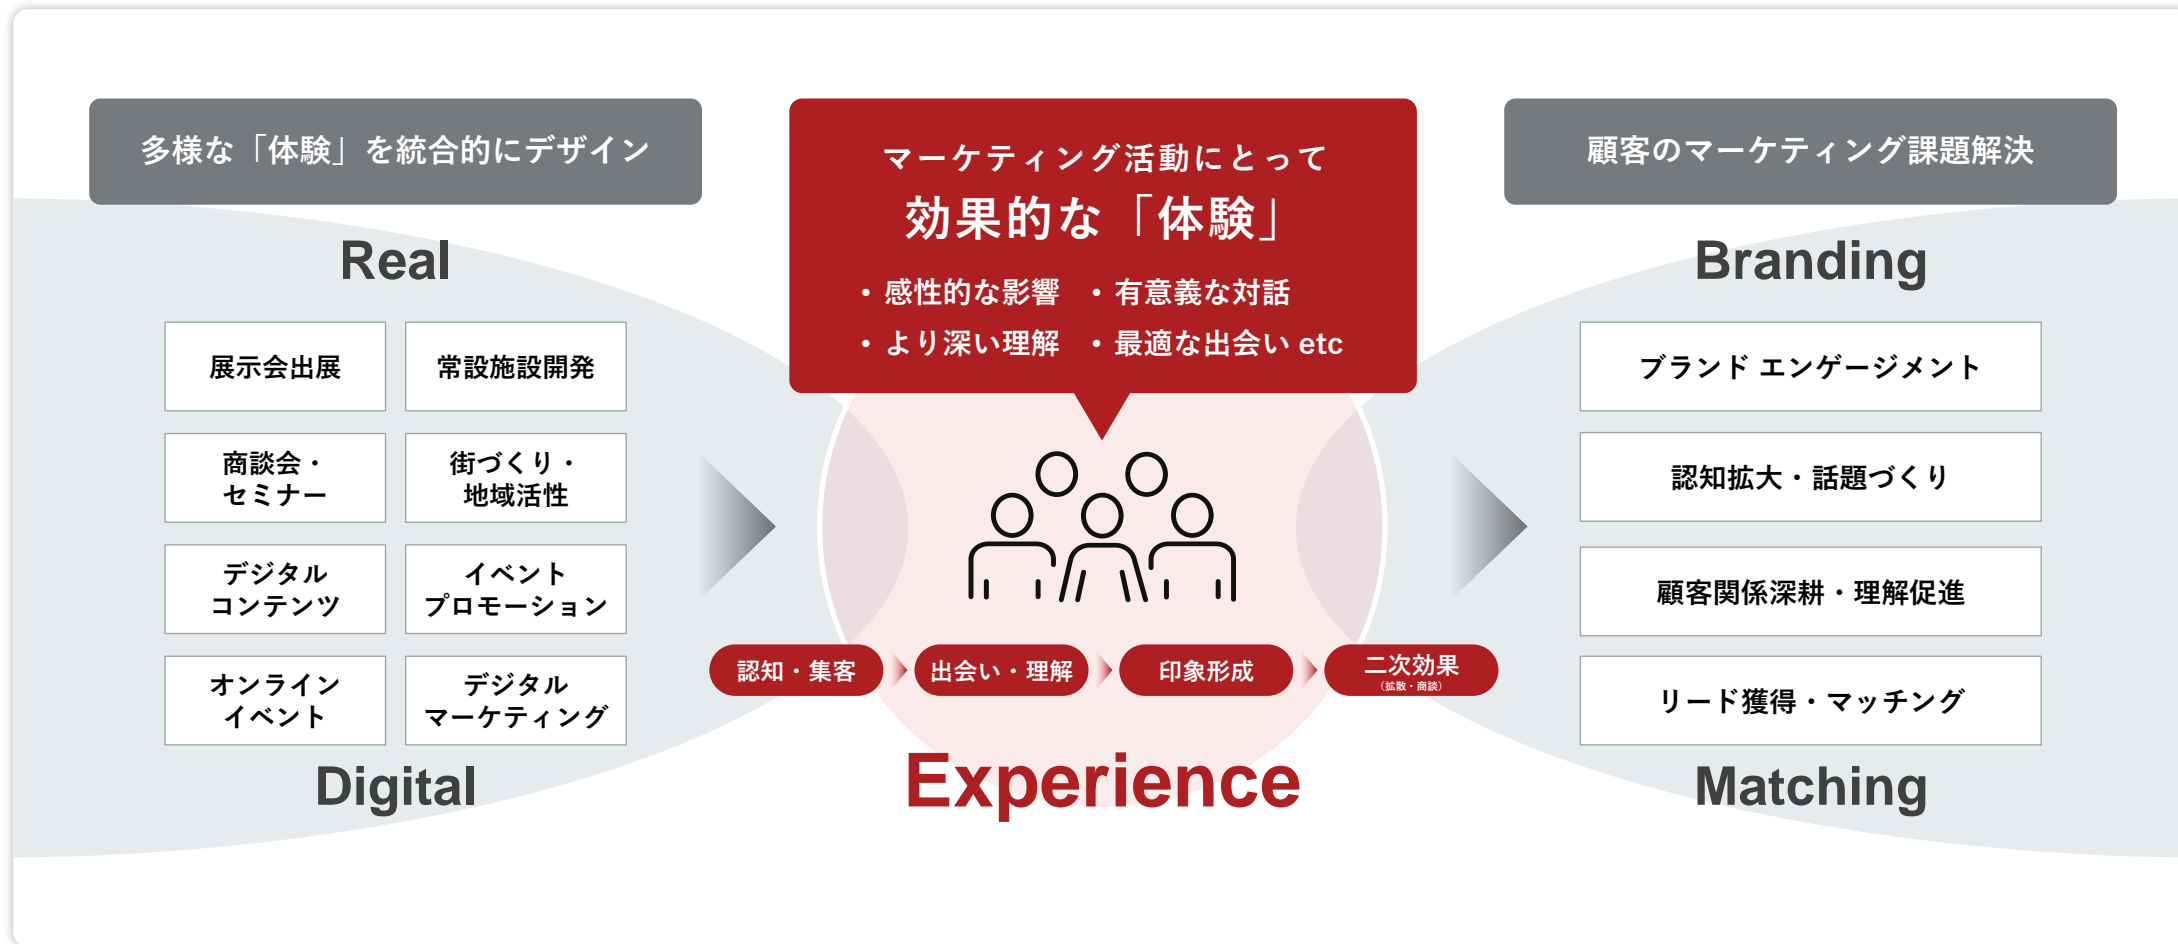 多様な「体験」を統合的にデザイン
Real
展示会出展
常設施設開発
商談会・
セミナー
街づくり・
地域活性
デジタル
コンテンツ
イベント
プロモーション
オンライン
イベント
デジタル
マーケティング
Digital
マーケティング活動にとって
効果的な「体験」
・感性的な影響 ・有意義な対話
・より深い理解 ・最適な出会い etc
認知・集客
出会い・理解
印象形成
二次効果
（拡散・商談）
Experience
顧客のマーケティング課題解決
Branding
ブランド エンゲージメント
認知拡大・話題づくり
顧客関係深耕・理解促進
リード獲得・マッチング
Matching